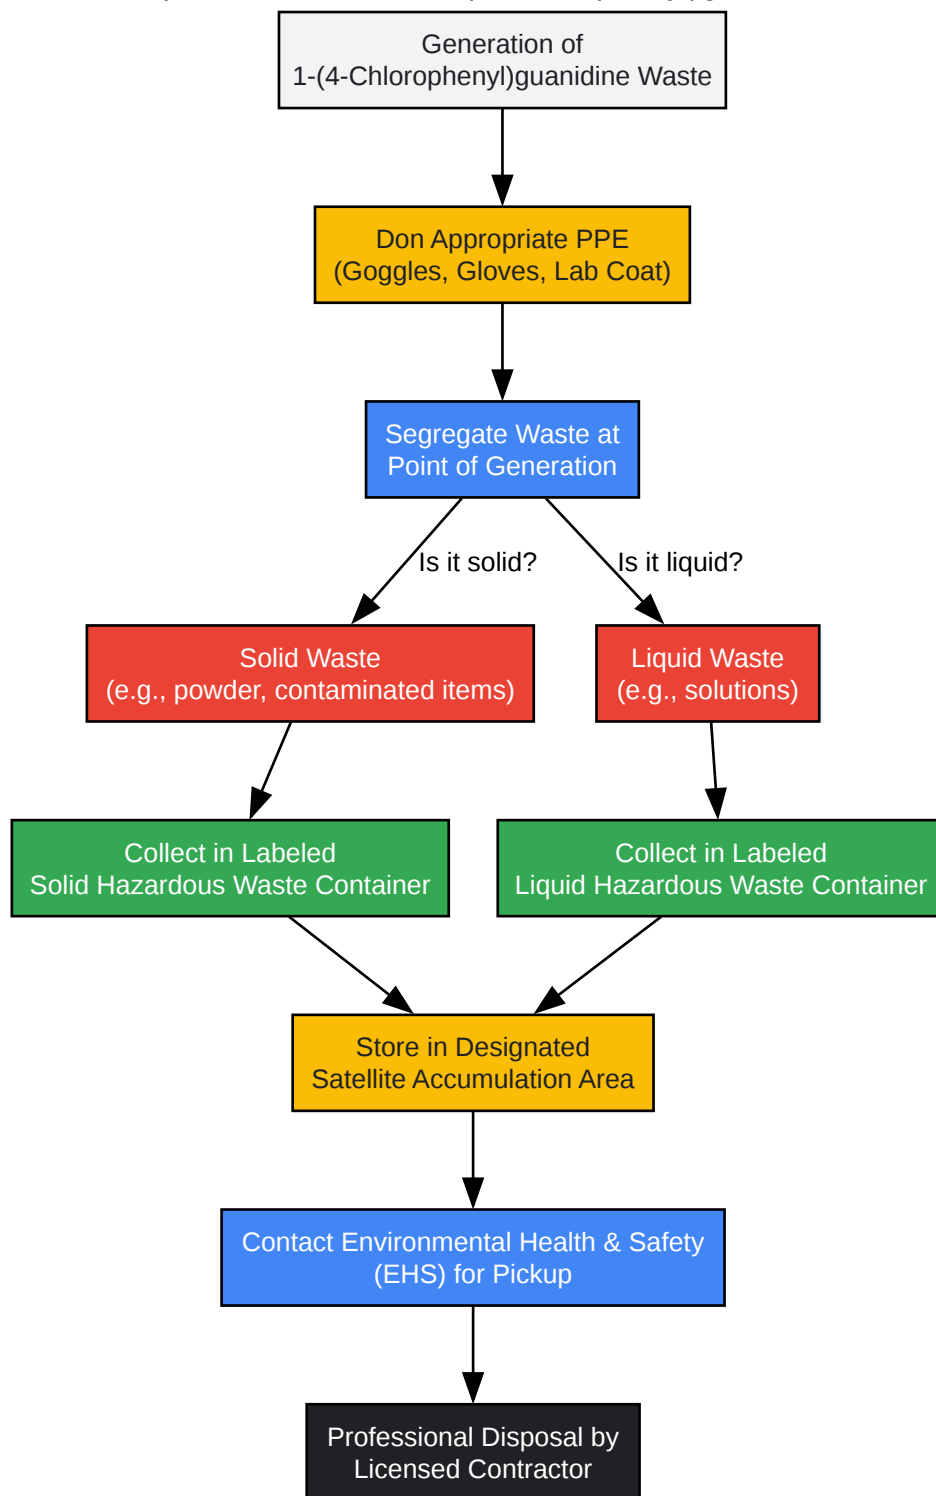 Generation of
1-(4-Chlorophenyl)guanidine Waste
Don Appropriate PPE
(Goggles, Gloves, Lab Coat)
Segregate Waste at
Point of Generation
Is it solid?
Is it liquid?
Solid Waste
(e.g., powder, contaminated items)
Liquid Waste
(e.g., solutions)
Collect in Labeled
Solid Hazardous Waste Container
Collect in Labeled
Liquid Hazardous Waste Container
Store in Designated
Satellite Accumulation Area
Contact Environmental Health & Safety
(EHS) for Pickup
Professional Disposal by
Licensed Contractor